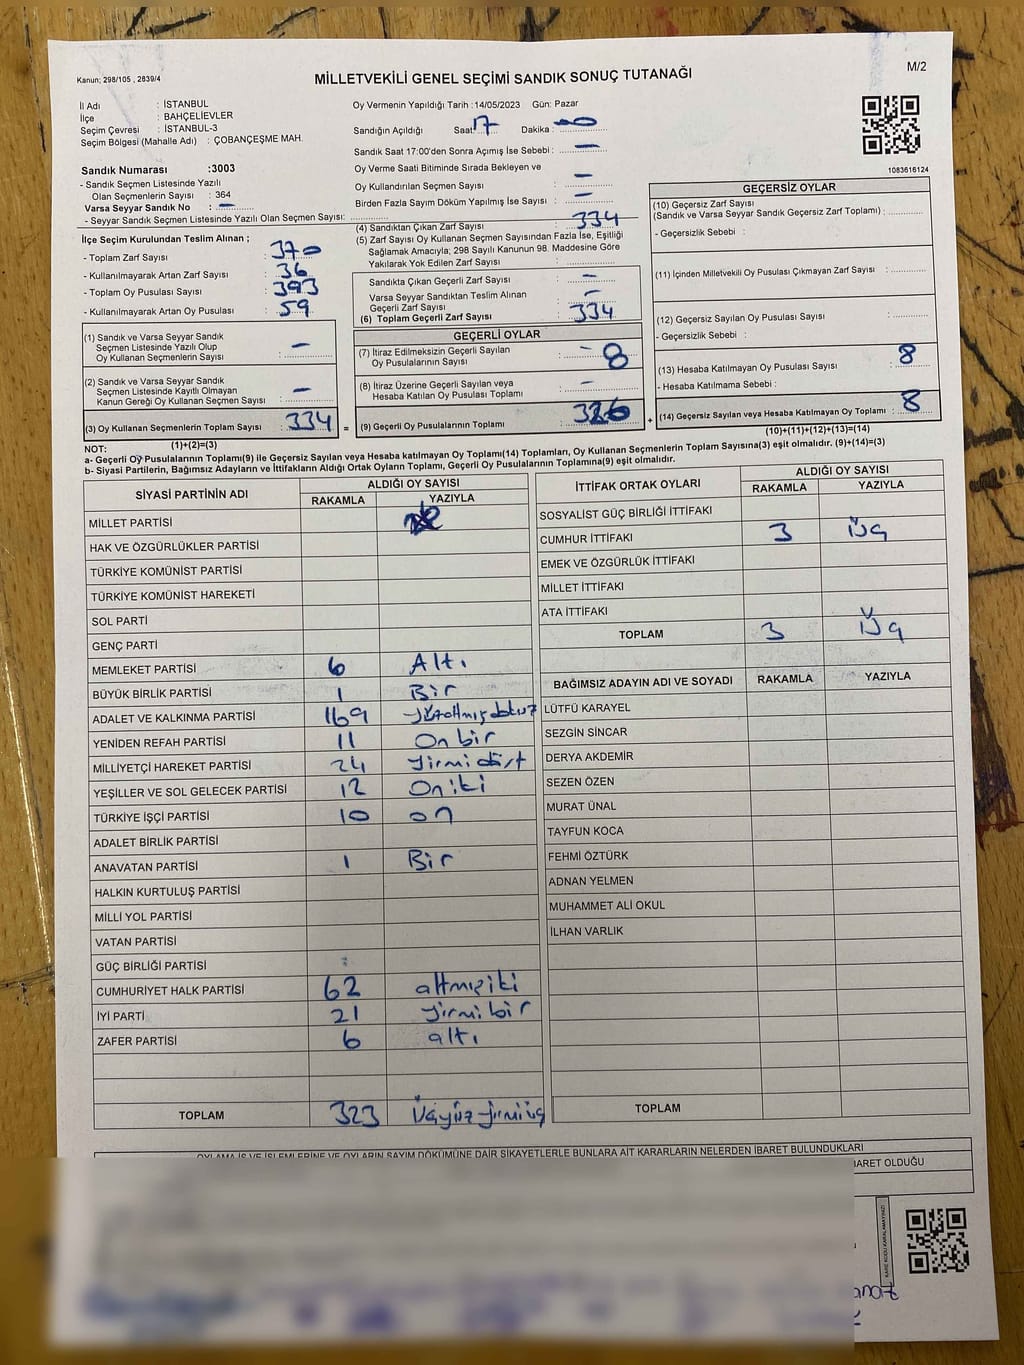 Kanun; 298/105 , 2839/4
MİLLETVEKİLİ GENEL SEÇİMİ SANDIK SONUÇ TUTANAĞI
M/2
İl Adı : İSTANBUL
İlçe : BAHÇELİEVLER
Seçim Çevresi : İSTANBUL-3
Seçim Bölgesi (Mahalle Adı) : ÇOBANÇEŞME MAH.
Oy Vermenin Yapıldığı Tarih :14/05/2023 Gün: Pazar
Sandığın Açıldığı Saat 17 Dakika : 00
Sandık Saat 17:00'den Sonra Açımış İse Sebebi : —
Oy Verme Saati Bitiminde Sırada Bekleyen ve
Oy Kullandırılan Seçmen Sayısı : —
Birden Fazla Sayım Döküm Yapılmış İse Sayısı : —
1083616124
Sandık Numarası :3003
- Sandık Seçmen Listesinde Yazılı
Olan Seçmenlerin Sayısı : 364
Varsa Seyyar Sandık No : —
- Seyyar Sandık Seçmen Listesinde Yazılı Olan Seçmen Sayısı:
İlçe Seçim Kurulundan Teslim Alınan ;
- Toplam Zarf Sayısı : 370
- Kullanılmayarak Artan Zarf Sayısı : 36
- Toplam Oy Pusulası Sayısı : 393
- Kullanılmayarak Artan Oy Pusulası : 59
(4) Sandıktan Çıkan Zarf Sayısı : 334
(5) Zarf Sayısı Oy Kullanan Seçmen Sayısından Fazla İse, Eşitliği
Sağlamak Amacıyla; 298 Sayılı Kanunun 98. Maddesine Göre
Yakılarak Yok Edilen Zarf Sayısı :
Sandıkta Çıkan Geçerli Zarf Sayısı : —
Varsa Seyyar Sandıktan Teslim Alınan
Geçerli Zarf Sayısı : —
(6) Toplam Geçerli Zarf Sayısı : 334
GEÇERSİZ OYLAR
(10) Geçersiz Zarf Sayısı
(Sandık ve Varsa Seyyar Sandık Geçersiz Zarf Toplamı) :
- Geçersizlik Sebebi :
(11) İçinden Milletvekili Oy Pusulası Çıkmayan Zarf Sayısı :
(12) Geçersiz Sayılan Oy Pusulası Sayısı :
- Geçersizlik Sebebi :
(13) Hesaba Katılmayan Oy Pusulası Sayısı : 8
- Hesaba Katılmama Sebebi :
(14) Geçersiz Sayılan veya Hesaba Katılmayan Oy Toplamı : 8
(10)+(11)+(12)+(13)=(14)
(1) Sandık ve Varsa Seyyar Sandık
Seçmen Listesinde Yazılı Olup
Oy Kullanan Seçmenlerin Sayısı : —
(2) Sandık ve Varsa Seyyar Sandık
Seçmen Listesinde Kayıtlı Olmayan
Kanun Gereği Oy Kullanan Seçmen Sayısı : —
(3) Oy Kullanan Seçmenlerin Toplam Sayısı : 334
(1)+(2)=(3)
GEÇERLİ OYLAR
(7) İtiraz Edilmeksizin Geçerli Sayılan
Oy Pusulalarının Sayısı : 8
(8) İtiraz Üzerine Geçerli Sayılan veya
Hesaba Katılan Oy Pusulası Toplamı : —
= (9) Geçerli Oy Pusulalarının Toplamı : 326 +
NOT:
a- Geçerli Oy Pusulalarının Toplamı(9) ile Geçersiz Sayılan veya Hesaba katılmayan Oy Toplamı(14) Toplamları, Oy Kullanan Seçmenlerin Toplam Sayısına(3) eşit olmalıdır. (9)+(14)=(3)
b- Siyasi Partilerin, Bağımsız Adayların ve İttifakların Aldığı Ortak Oyların Toplamı, Geçerli Oy Pusulalarının Toplamına(9) eşit olmalıdır.
SİYASİ PARTİNİN ADI ALDIĞI OY SAYISI
RAKAMLA YAZIYLA
MİLLET PARTİSİ
HAK VE ÖZGÜRLÜKLER PARTİSİ
TÜRKİYE KOMÜNİST PARTİSİ
TÜRKİYE KOMÜNİST HAREKETİ
SOL PARTİ
GENÇ PARTİ
MEMLEKET PARTİSİ 6 Altı
BÜYÜK BİRLİK PARTİSİ 1 Bir
ADALET VE KALKINMA PARTİSİ 169 yüzaltmışdokuz
YENİDEN REFAH PARTİSİ 11 Onbir
MİLLİYETÇİ HAREKET PARTİSİ 24 yirmidört
YEŞİLLER VE SOL GELECEK PARTİSİ 12 Oniki
TÜRKİYE İŞÇİ PARTİSİ 10 on
ADALET BİRLİK PARTİSİ
ANAVATAN PARTİSİ 1 Bir
HALKIN KURTULUŞ PARTİSİ
MİLLİ YOL PARTİSİ
VATAN PARTİSİ
GÜÇ BİRLİĞİ PARTİSİ
CUMHURİYET HALK PARTİSİ 62 altmışiki
İYİ PARTİ 21 yirmibir
ZAFER PARTİSİ 6 altı
TOPLAM 323 Üçyüzyirmiüç
İTTİFAK ORTAK OYLARI ALDIĞI OY SAYISI
RAKAMLA YAZIYLA
SOSYALİST GÜÇ BİRLİĞİ İTTİFAKI
CUMHUR İTTİFAKI 3 Üç
EMEK VE ÖZGÜRLÜK İTTİFAKI
MİLLET İTTİFAKI
ATA İTTİFAKI
TOPLAM 3 Üç
BAĞIMSIZ ADAYIN ADI VE SOYADI RAKAMLA YAZIYLA
LÜTFÜ KARAYEL
SEZGİN SİNCAR
DERYA AKDEMİR
SEZEN ÖZEN
MURAT ÜNAL
TAYFUN KOCA
FEHMİ ÖZTÜRK
ADNAN YELMEN
MUHAMMET ALİ OKUL
İLHAN VARLIK
TOPLAM
OYLAMA İŞ VE İŞLEMLERİNE VE OYLARIN SAYIM DÖKÜMÜNE DAİR ŞİKAYETLERLE BUNLARA AİT KARARLARIN NELERDEN İBARET BULUNDUKLARI
İBARET OLDUĞU
KARE KODU KARALAMAYINIZ!